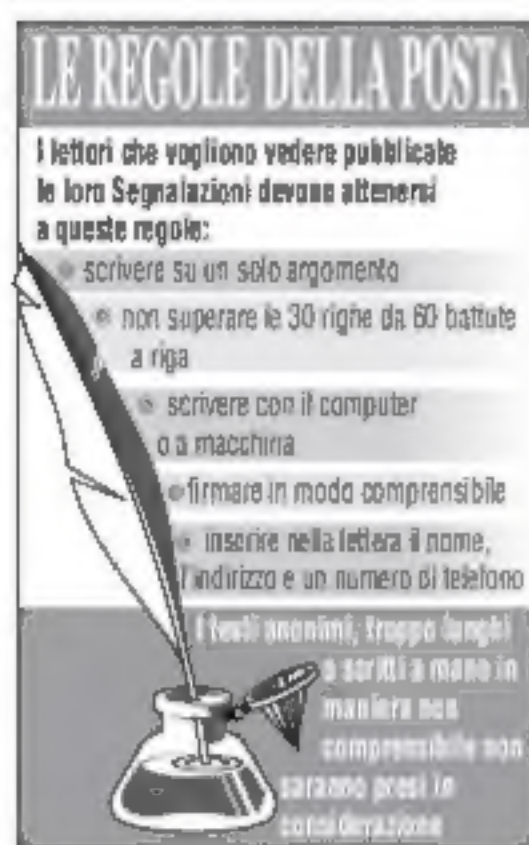 LE REGOLE DELLA POSTA
I lettori che vogliono vedere pubblicate
le loro Segnalazioni devono attenersi
a queste regole:
• scrivere su un solo argomento
• non superare le 30 righe da 60 battute
a riga
• scrivere con il computer
o a macchina
• firmare in modo comprensibile
• inserire nella lettera il nome,
l'indirizzo e un numero di telefono
I testi anonimi, troppo lunghi
o scritti a mano in
maniera non
comprensibile non
saranno presi in
considerazione